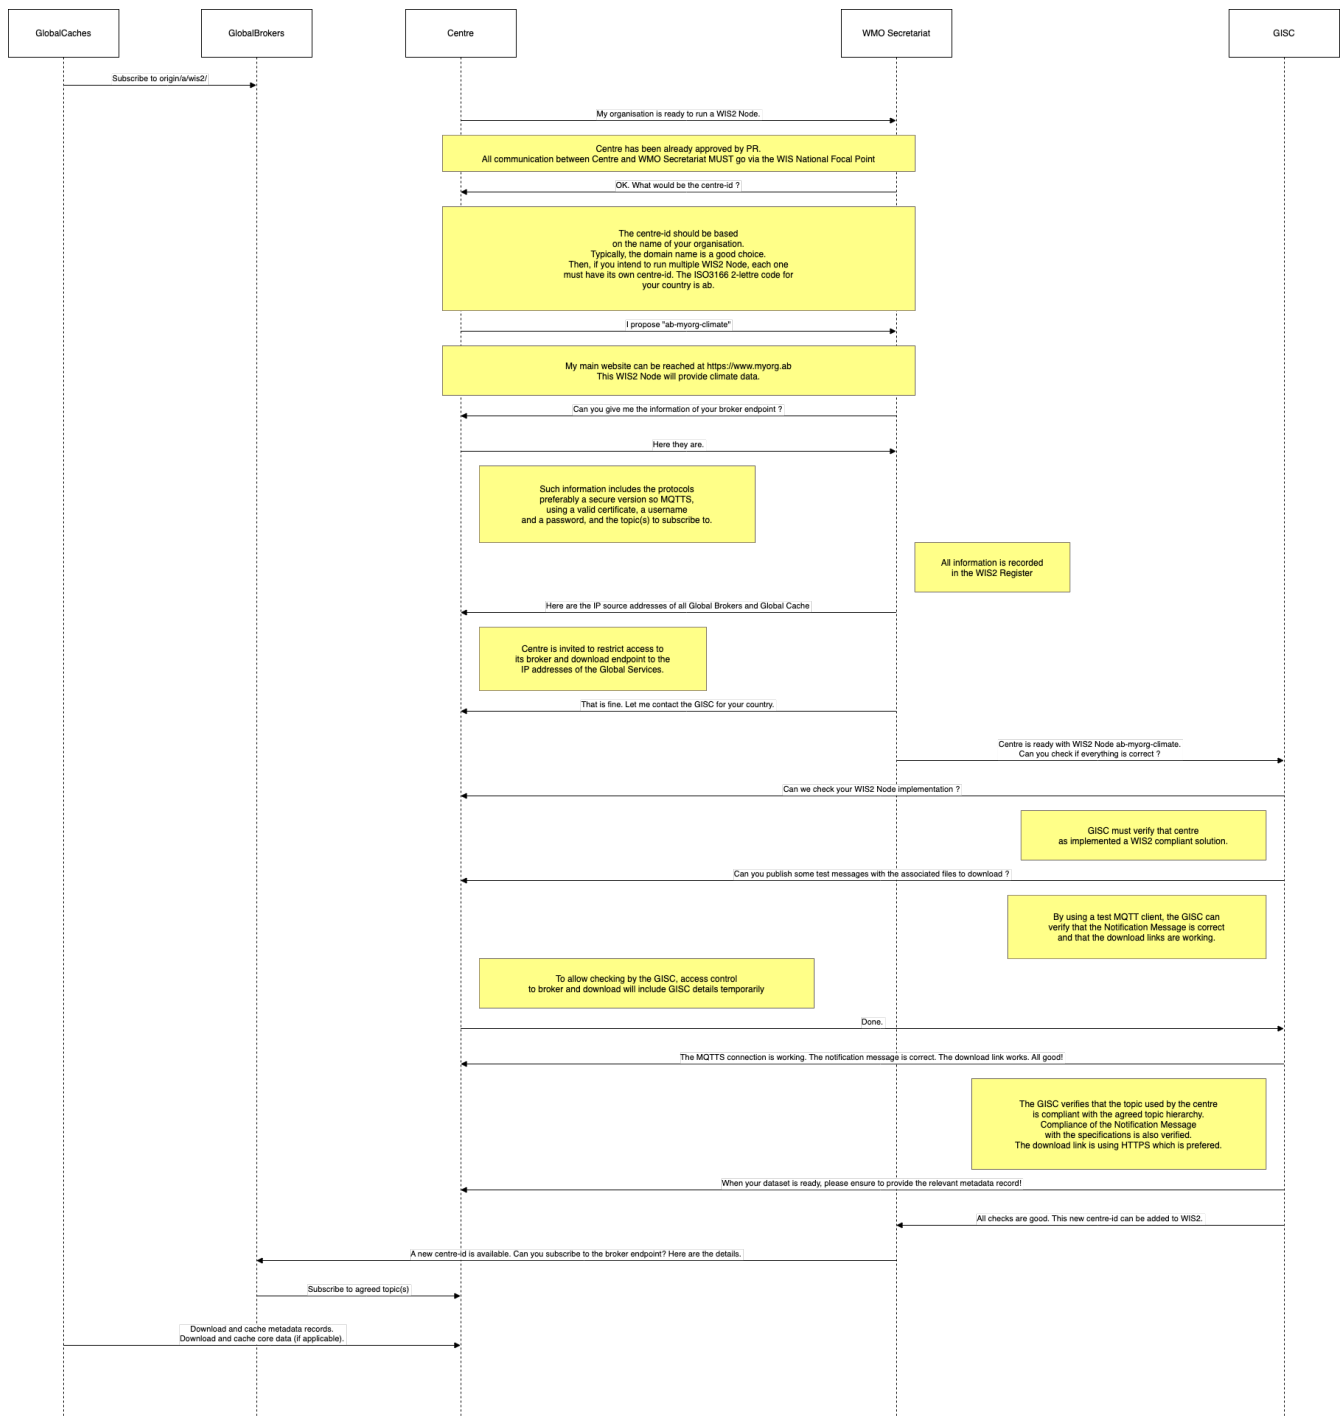 GlobalCaches
GlobalBrokers
Centre
WMO Secretariat
GISC
Subscribe to origin/a/wis2/
My organisation is ready to run a WIS2 Node.
Centre has been already approved by PR.
All communication between Centre and WMO Secretariat MUST go via the WIS National Focal Point
OK. What would be the centre-id ?
The centre-id should be based
on the name of your organisation.
Typically, the domain name is a good choice.
Then, if you intend to run multiple WIS2 Node, each one
must have its own centre-id. The ISO3166 2-lettre code for
your country is ab.
I propose "ab-myorg-climate"
My main website can be reached at https://www.myorg.ab
This WIS2 Node will provide climate data.
Can you give me the information of your broker endpoint ?
Here they are.
Such information includes the protocols
preferably a secure version so MQTTS,
using a valid certificate, a username
and a password, and the topic(s) to subscribe to.
All information is recorded
in the WIS2 Register
Here are the IP source addresses of all Global Brokers and Global Cache
Centre is invited to restrict access to
its broker and download endpoint to the
IP addresses of the Global Services.
That is fine. Let me contact the GISC for your country.
Centre is ready with WIS2 Node ab-myorg-climate.
Can you check if everything is correct ?
Can we check your WIS2 Node implementation ?
GISC must verify that centre
as implemented a WIS2 compliant solution.
Can you publish some test messages with the associated files to download ?
By using a test MQTT client, the GISC can
verify that the Notification Message is correct
and that the download links are working.
To allow checking by the GISC, access control
to broker and download will include GISC details temporarily
Done.
The MQTTS connection is working. The notification message is correct. The download link works. All good!
The GISC verifies that the topic used by the centre
is compliant with the agreed topic hierarchy.
Compliance of the Notification Message
with the specifications is also verified.
The download link is using HTTPS which is prefered.
When your dataset is ready, please ensure to provide the relevant metadata record!
All checks are good. This new centre-id can be added to WIS2.
A new centre-id is available. Can you subscribe to the broker endpoint? Here are the details.
Subscribe to agreed topic(s)
Download and cache metadata records.
Download and cache core data (if applicable).